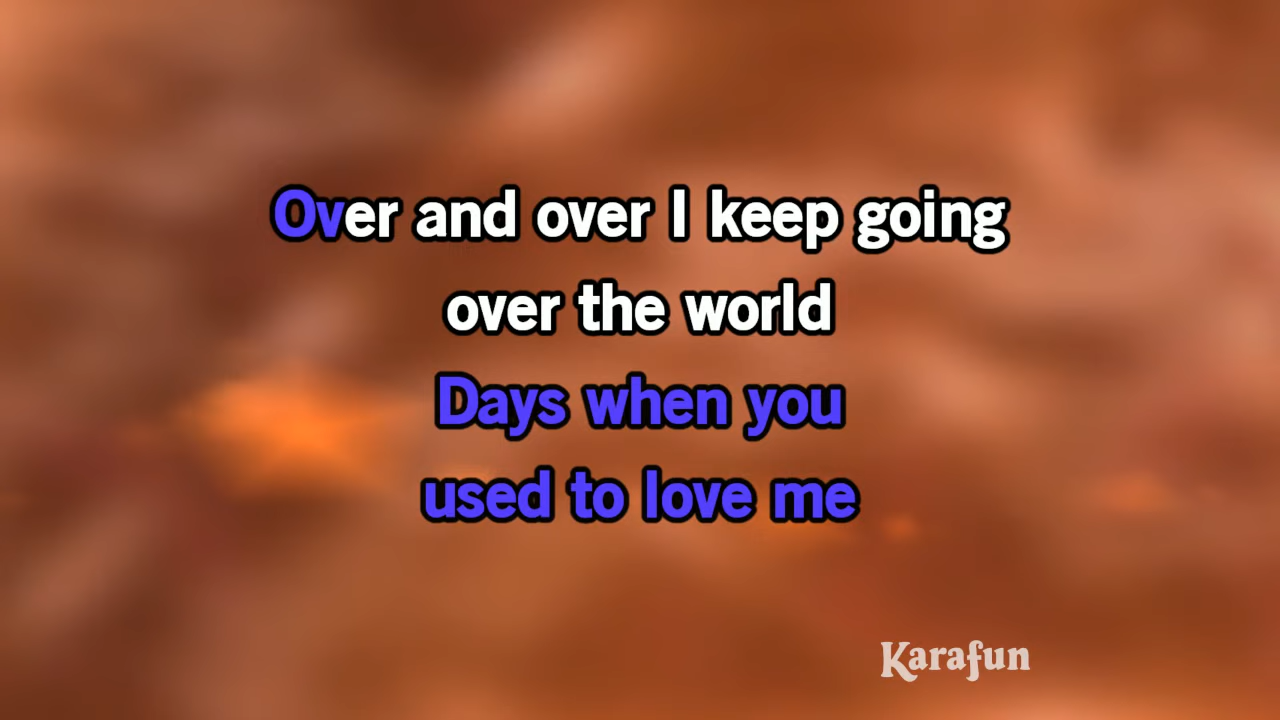 Over and over I keep going
over the world
Days when you
used to love me
Karafun